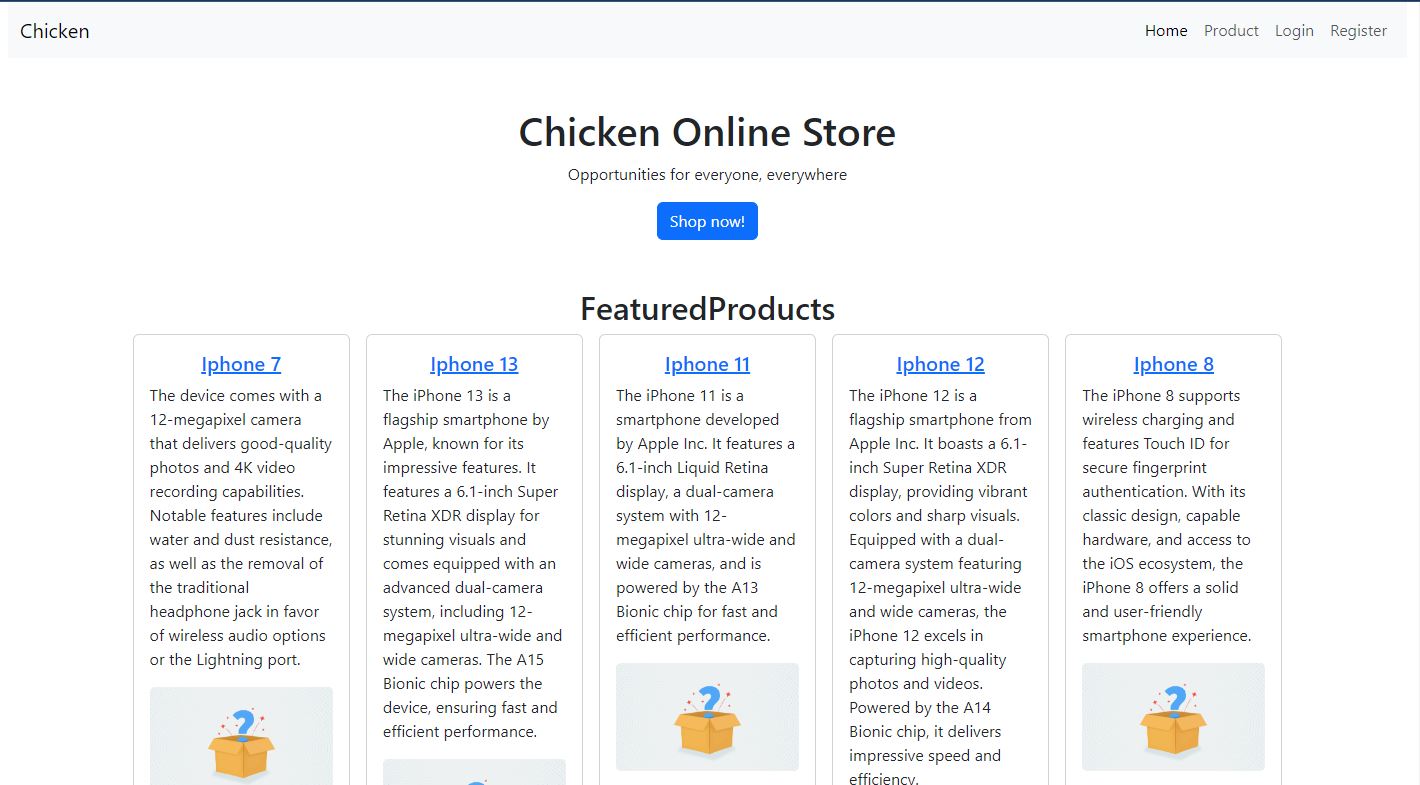 Chicken
Home Product Login Register
Chicken Online Store
Opportunities for everyone, everywhere
Shop now!
FeaturedProducts
Iphone 7
The device comes with a
12-megapixel camera
that delivers good-quality
photos and 4K video
recording capabilities.
Notable features include
water and dust resistance,
as well as the removal of
the traditional
headphone jack in favor
of wireless audio options
or the Lightning port.
Iphone 13
The iPhone 13 is a
flagship smartphone by
Apple, known for its
impressive features. It
features a 6.1-inch Super
Retina XDR display for
stunning visuals and
comes equipped with an
advanced dual-camera
system, including 12-
megapixel ultra-wide and
wide cameras. The A15
Bionic chip powers the
device, ensuring fast and
efficient performance.
Iphone 11
The iPhone 11 is a
smartphone developed
by Apple Inc. It features a
6.1-inch Liquid Retina
display, a dual-camera
system with 12-
megapixel ultra-wide and
wide cameras, and is
powered by the A13
Bionic chip for fast and
efficient performance.
Iphone 12
The iPhone 12 is a
flagship smartphone from
Apple Inc. It boasts a 6.1-
inch Super Retina XDR
display, providing vibrant
colors and sharp visuals.
Equipped with a dual-
camera system featuring
12-megapixel ultra-wide
and wide cameras, the
iPhone 12 excels in
capturing high-quality
photos and videos.
Powered by the A14
Bionic chip, it delivers
impressive speed and
efficiency.
Iphone 8
The iPhone 8 supports
wireless charging and
features Touch ID for
secure fingerprint
authentication. With its
classic design, capable
hardware, and access to
the iOS ecosystem, the
iPhone 8 offers a solid
and user-friendly
smartphone experience.